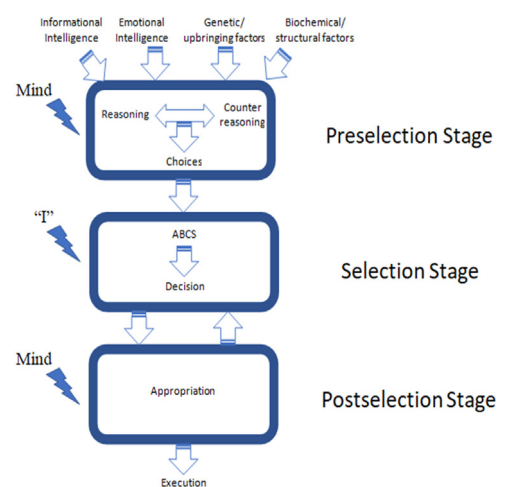 Informational
Intelligence
Emotional
Intelligence
Genetic/
upbringing factors
Biochemical/
structural factors
Mind
Reasoning
Counter
reasoning
Choices
Preselection Stage
“I”
ABCS
Decision
Selection Stage
Mind
Appropriation
Postselection Stage
Execution